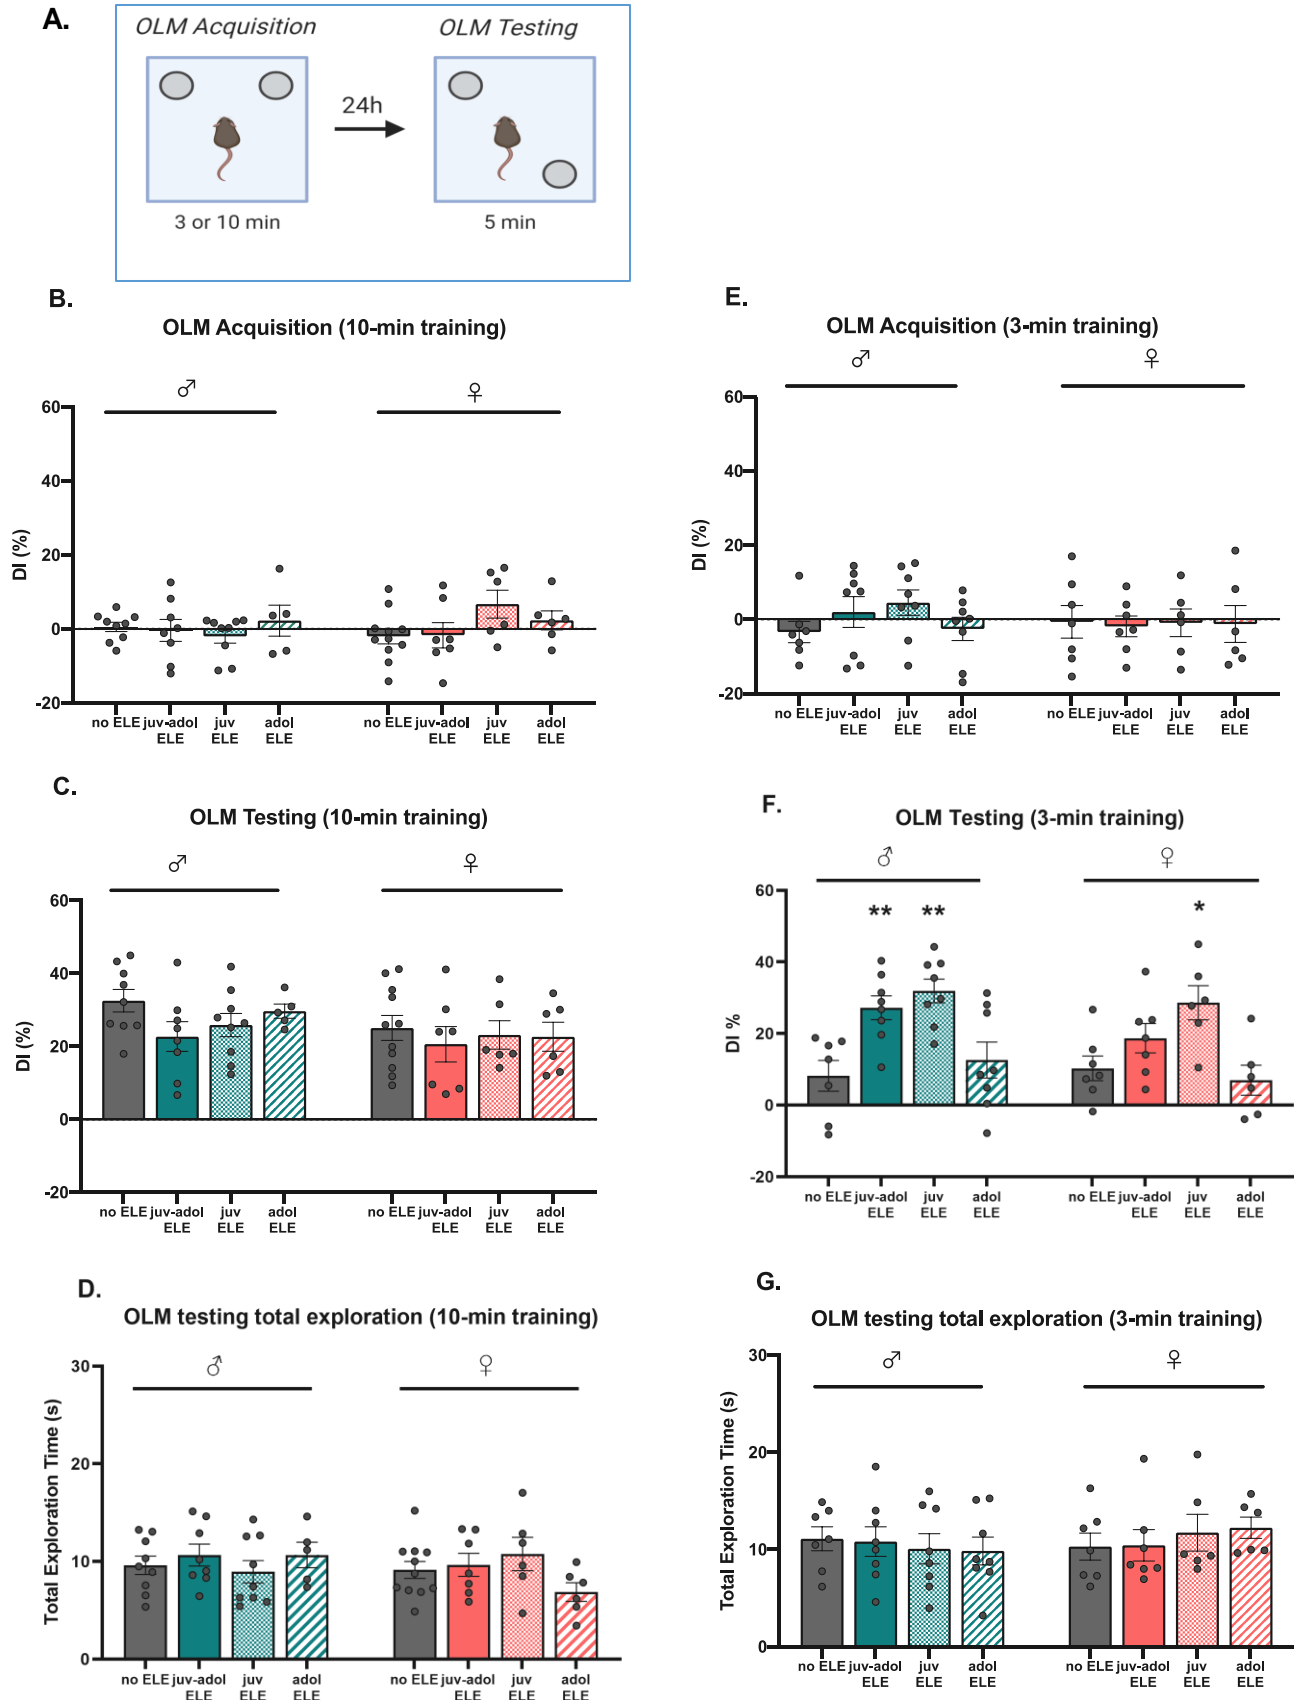 A.
OLM Acquisition
OLM Testing
24h
3 or 10 min
5 min
B.
OLM Acquisition (10-min training)
♂
♀
60
40
20
0
-20
DI (%)
no ELE
juv-adol
ELE
juv
ELE
adol
ELE
no ELE
juv-adol
ELE
juv
ELE
adol
ELE
E.
OLM Acquisition (3-min training)
♂
♀
60
40
20
0
-20
DI (%)
no ELE
juv-adol
ELE
juv
ELE
adol
ELE
no ELE
juv-adol
ELE
juv
ELE
adol
ELE
C.
OLM Testing (10-min training)
♂
♀
60
40
20
0
-20
DI (%)
no ELE
juv-adol
ELE
juv
ELE
adol
ELE
no ELE
juv-adol
ELE
juv
ELE
adol
ELE
F.
OLM Testing (3-min training)
♂
♀
** ** *
60
40
20
0
-20
DI %
no ELE
juv-adol
ELE
juv
ELE
adol
ELE
no ELE
juv-adol
ELE
juv
ELE
adol
ELE
D.
OLM testing total exploration (10-min training)
♂
♀
30
20
10
0
Total Exploration Time (s)
no ELE
juv-adol
ELE
juv
ELE
adol
ELE
no ELE
juv-adol
ELE
juv
ELE
adol
ELE
G.
OLM testing total exploration (3-min training)
♂
♀
30
20
10
0
Total Exploration Time (s)
no ELE
juv-adol
ELE
juv
ELE
adol
ELE
no ELE
juv-adol
ELE
juv
ELE
adol
ELE